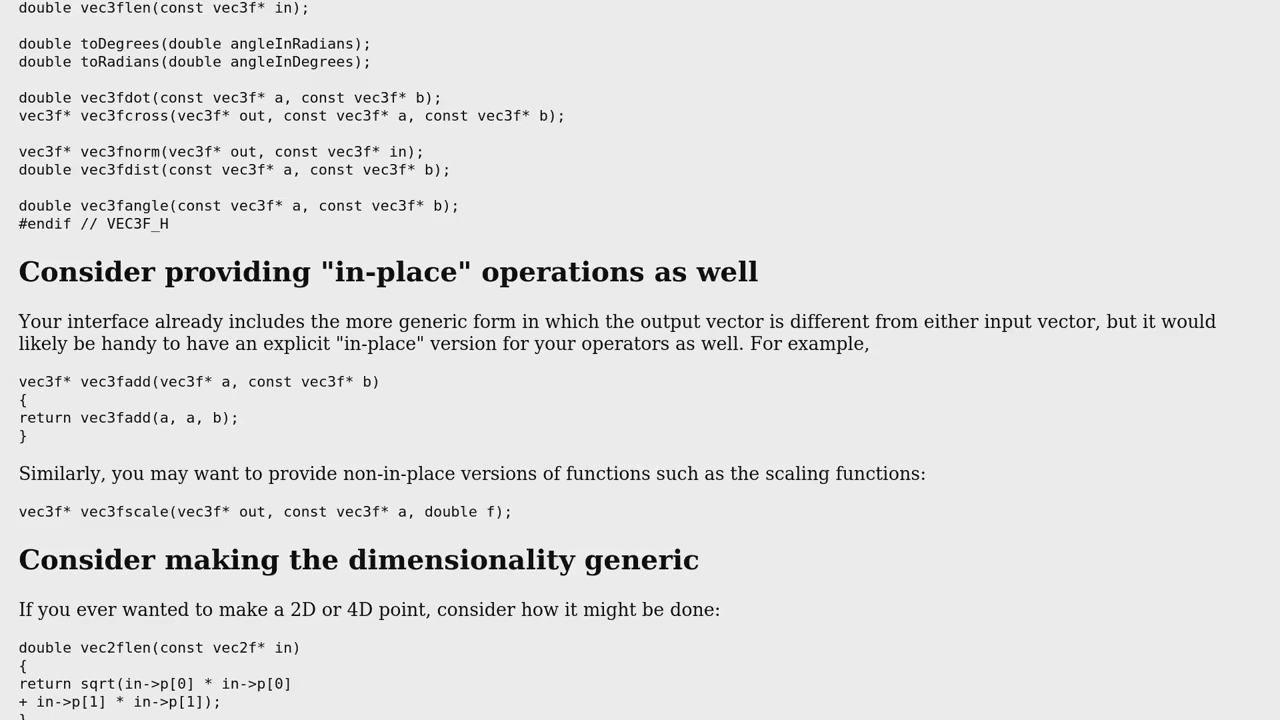 double vec3flen(const vec3f* in);
double toDegrees(double angleInRadians);
double toRadians(double angleInDegrees);
double vec3fdot(const vec3f* a, const vec3f* b);
vec3f* vec3fcross(vec3f* out, const vec3f* a, const vec3f* b);
vec3f* vec3fnorm(vec3f* out, const vec3f* in);
double vec3fdist(const vec3f* a, const vec3f* b);
double vec3fangle(const vec3f* a, const vec3f* b);
#endif // VEC3F_H
Consider providing "in-place" operations as well
Your interface already includes the more generic form in which the output vector is different from either input vector, but it would
likely be handy to have an explicit "in-place" version for your operators as well. For example,
vec3f* vec3fadd(vec3f* a, const vec3f* b)
{
return vec3fadd(a, a, b);
}
Similarly, you may want to provide non-in-place versions of functions such as the scaling functions:
vec3f* vec3fscale(vec3f* out, const vec3f* a, double f);
Consider making the dimensionality generic
If you ever wanted to make a 2D or 4D point, consider how it might be done:
double vec2flen(const vec2f* in)
{
return sqrt(in->p[0] * in->p[0]
+ in->p[1] * in->p[1]);
}